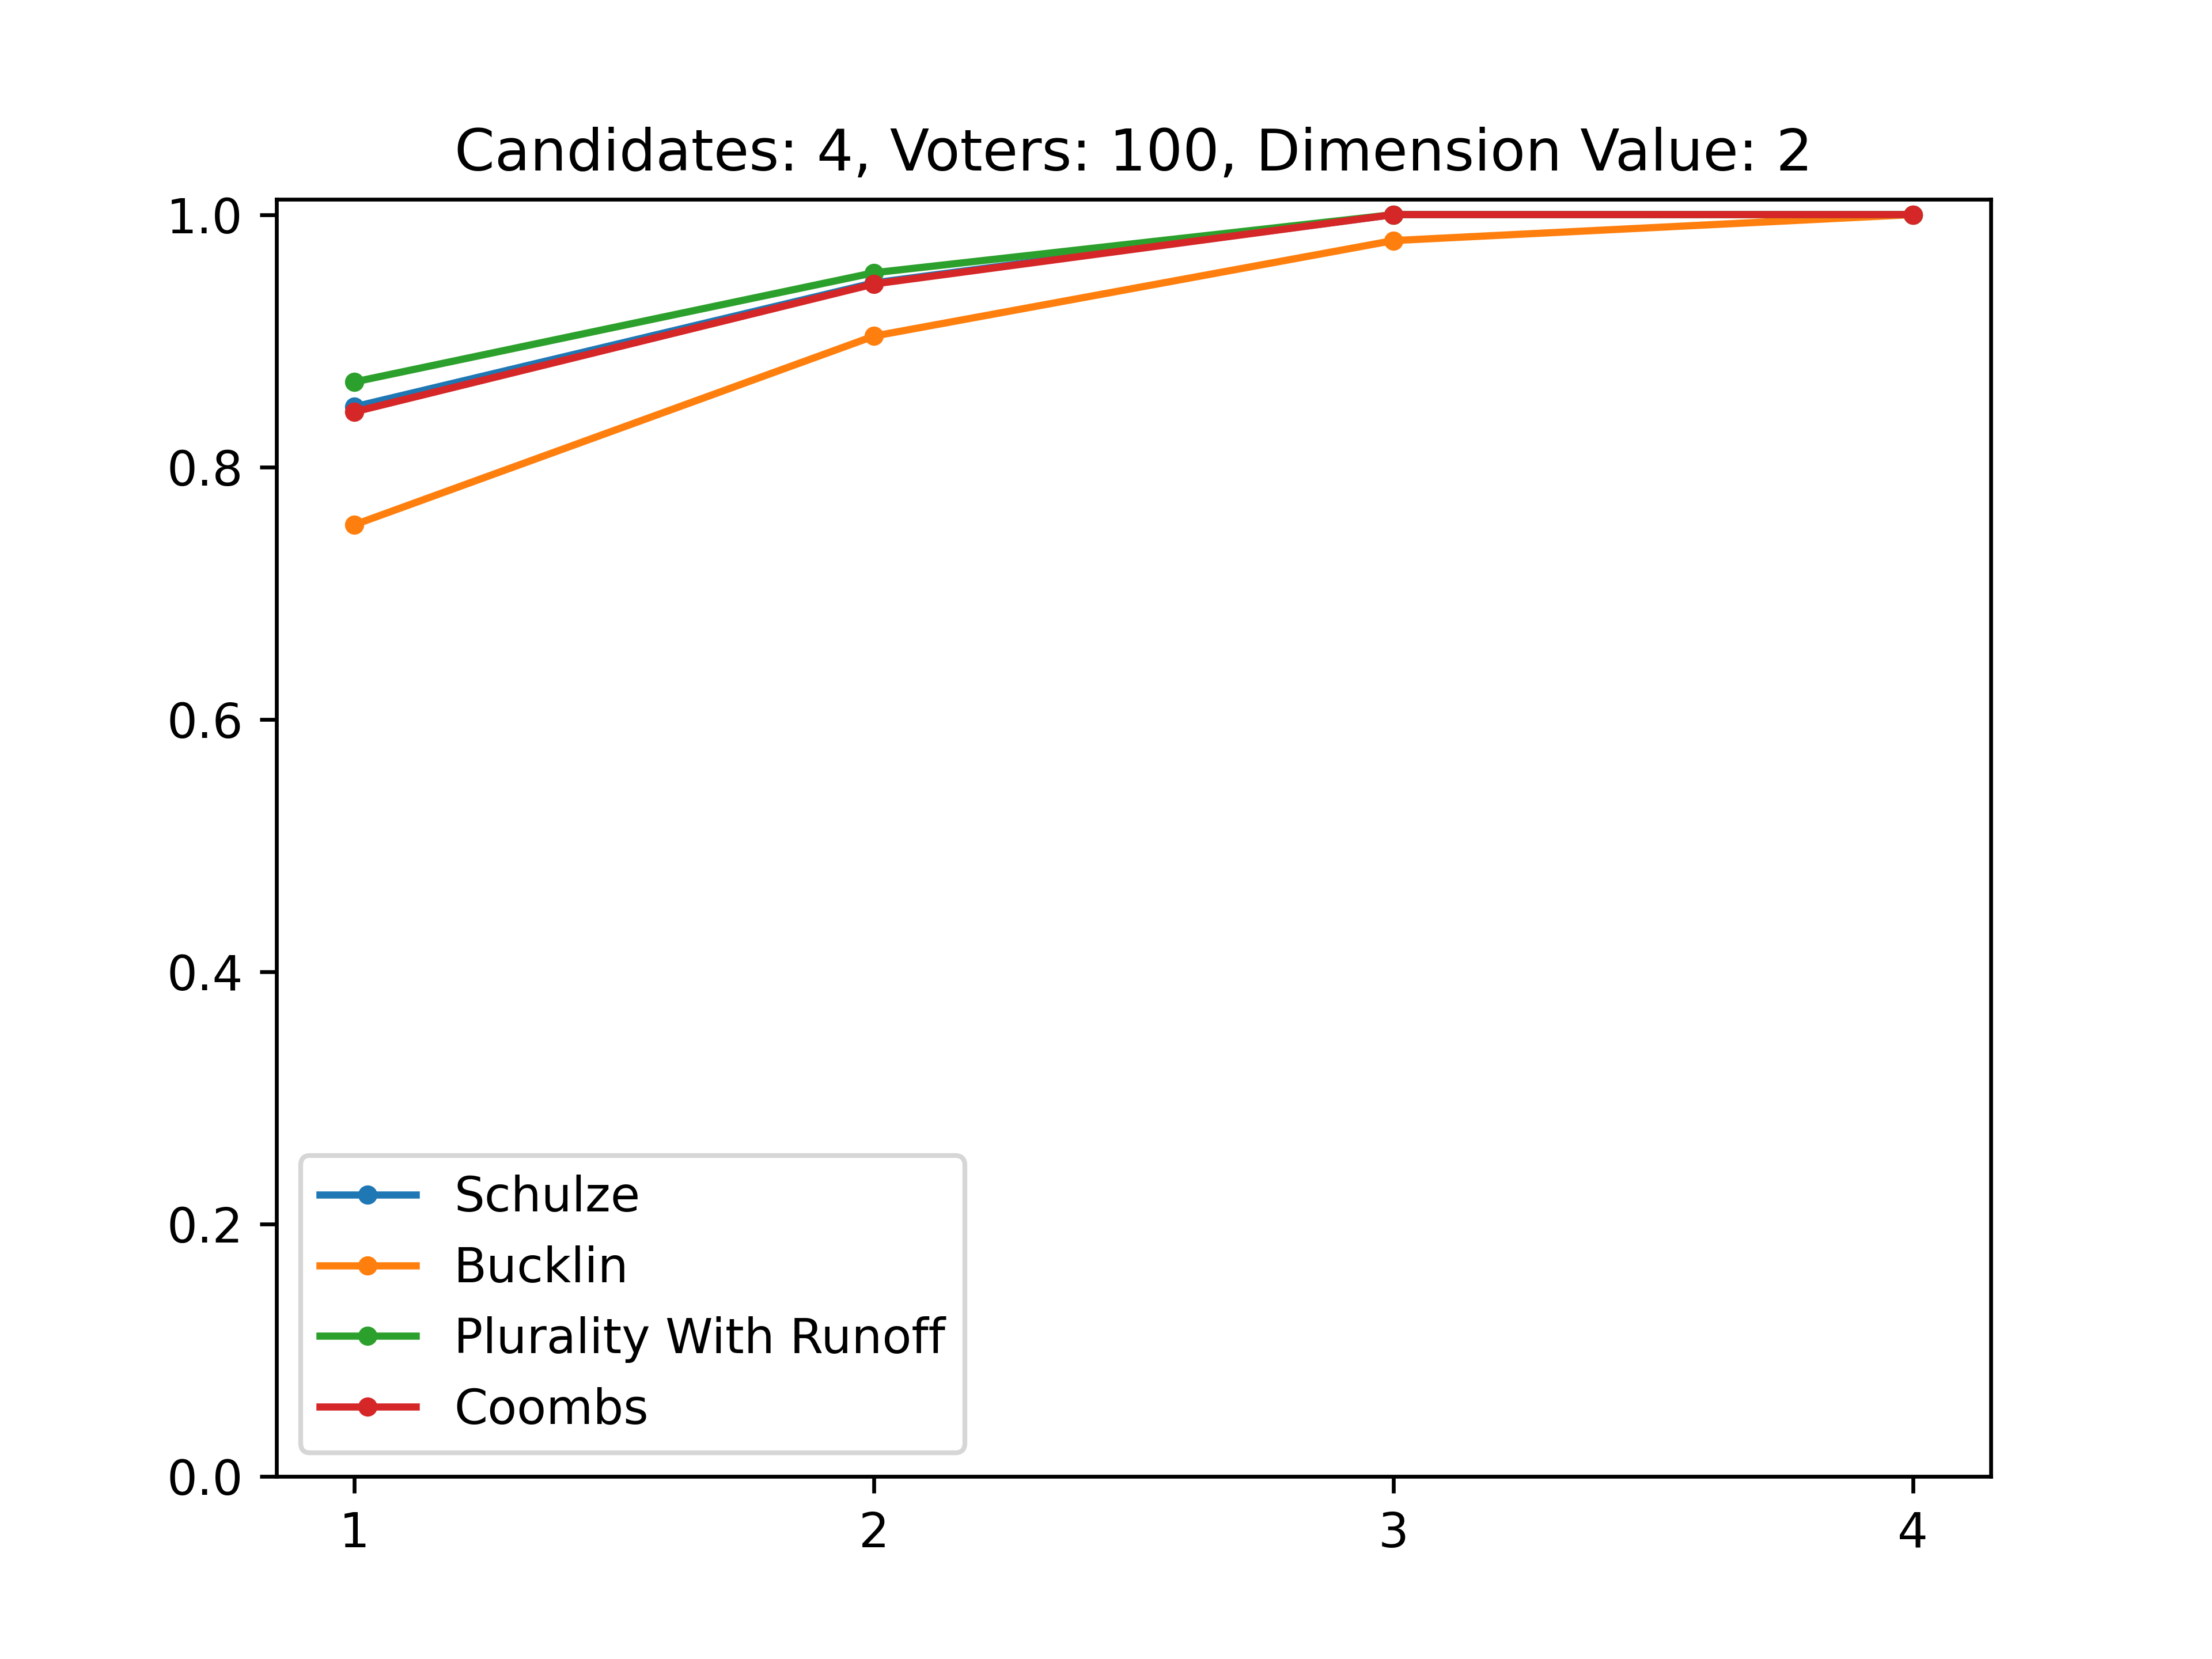 Candidates: 4, Voters: 100, Dimension Value: 2
1.0
0.8
0.6
0.4
0.2
0.0
Schulze
Bucklin
Plurality With Runoff
Coombs
1 2 3 4